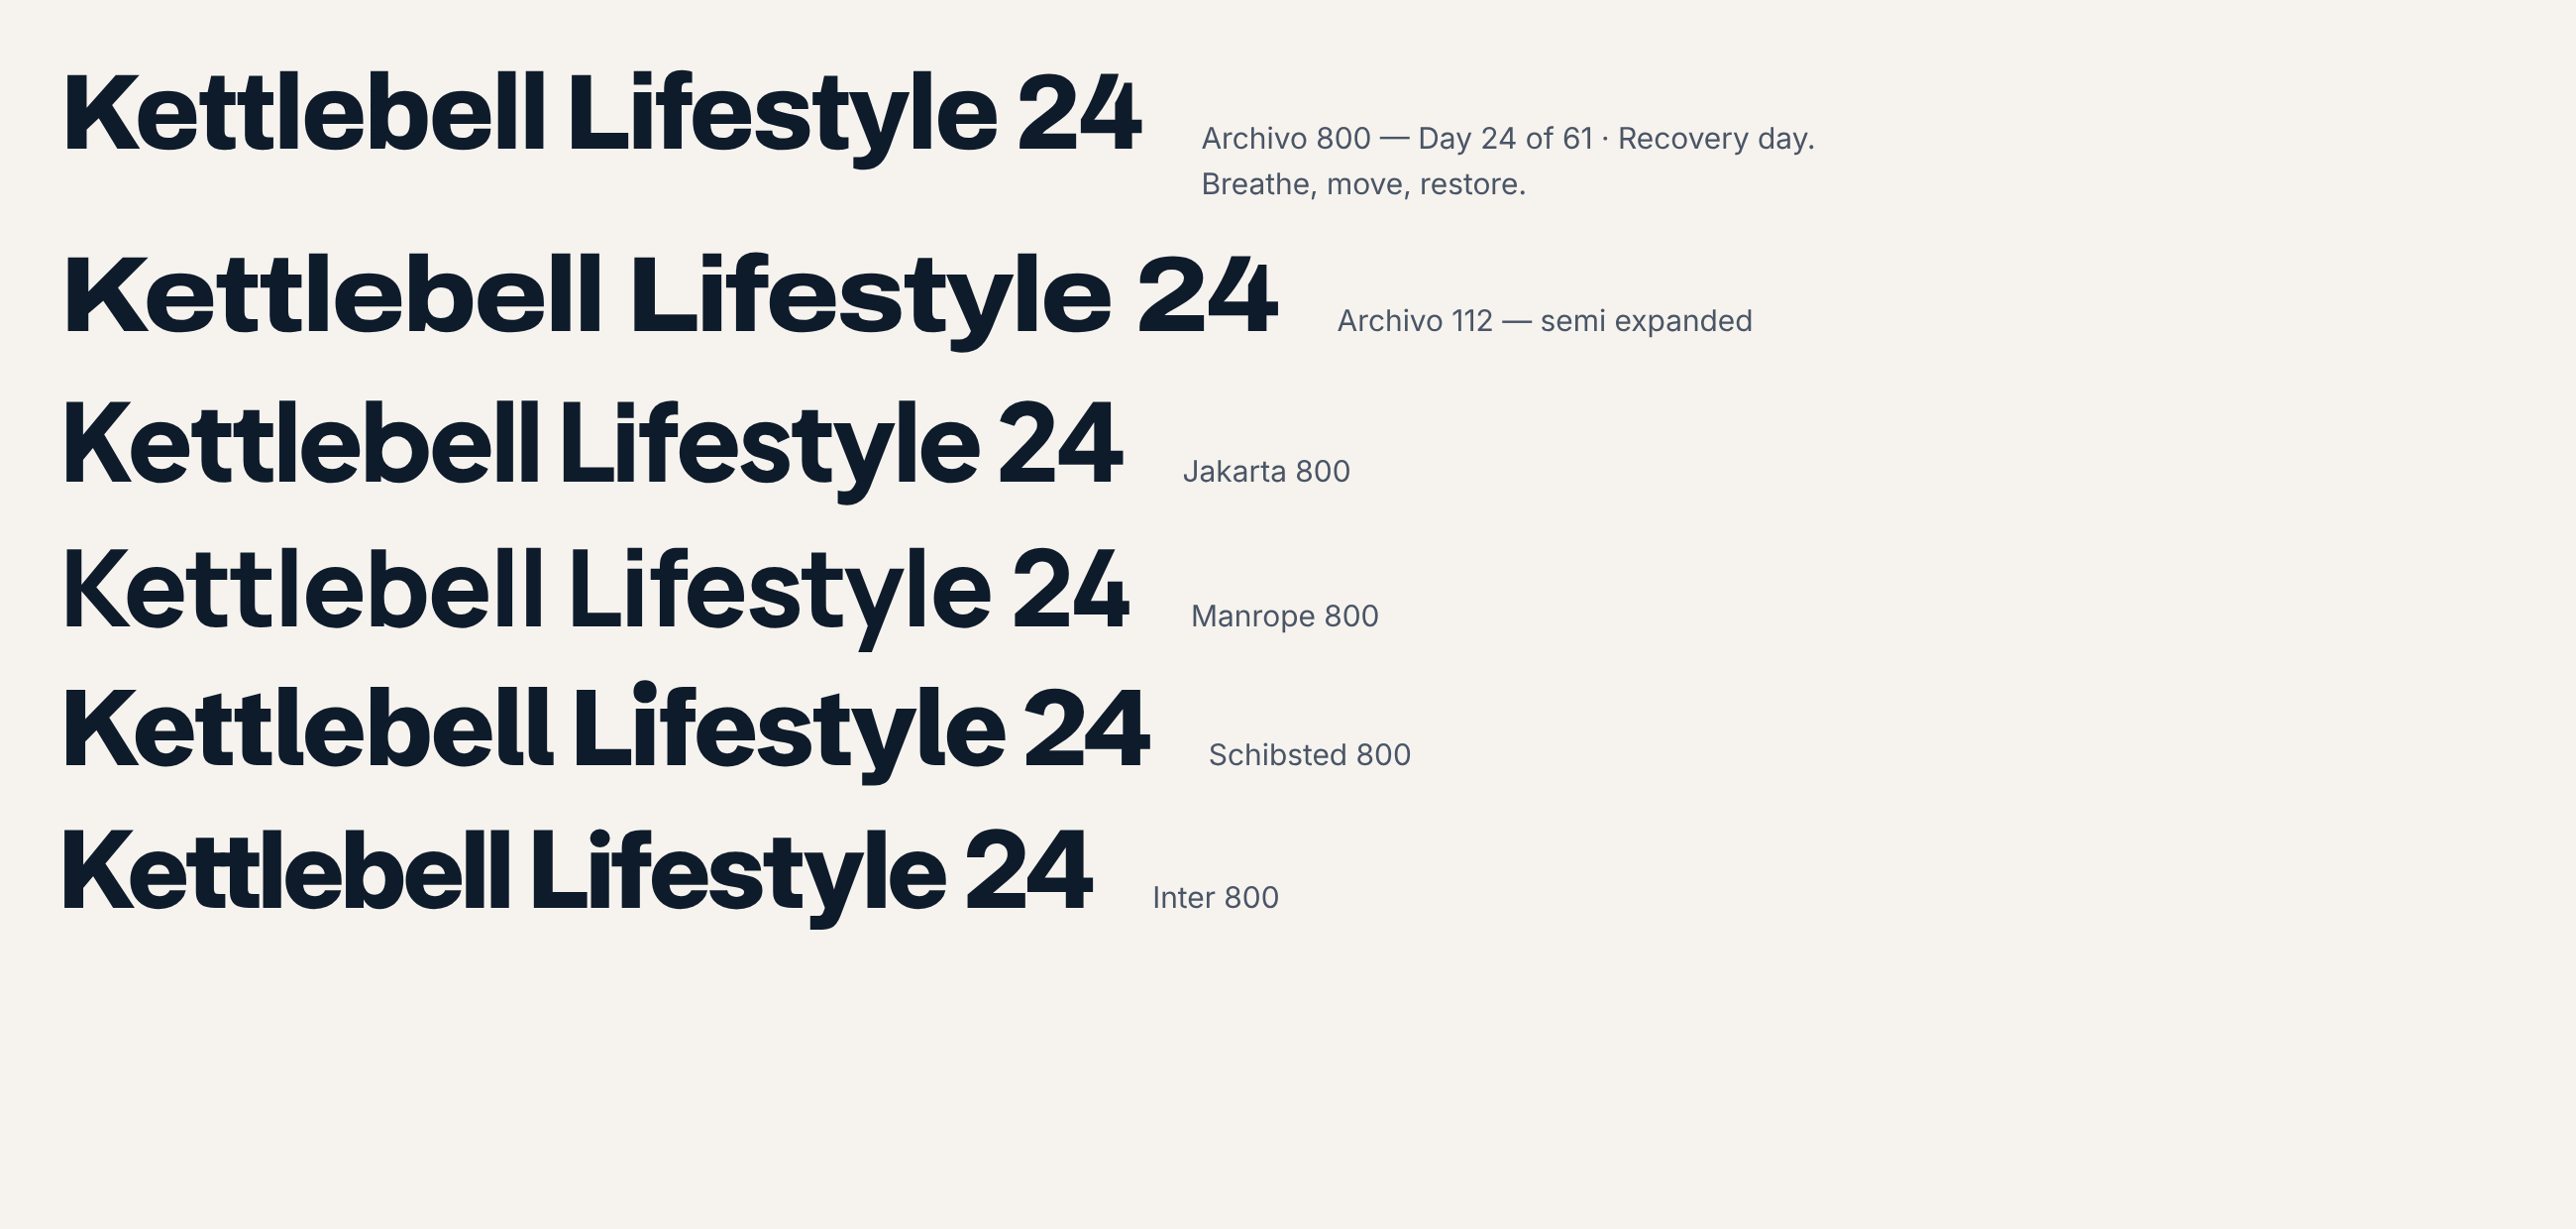 Kettlebell Lifestyle 24
Archivo 800 — Day 24 of 61 · Recovery day.
Breathe, move, restore.
Kettlebell Lifestyle 24
Archivo 112 — semi expanded
Kettlebell Lifestyle 24
Jakarta 800
Kettlebell Lifestyle 24
Manrope 800
Kettlebell Lifestyle 24
Schibsted 800
Kettlebell Lifestyle 24
Inter 800